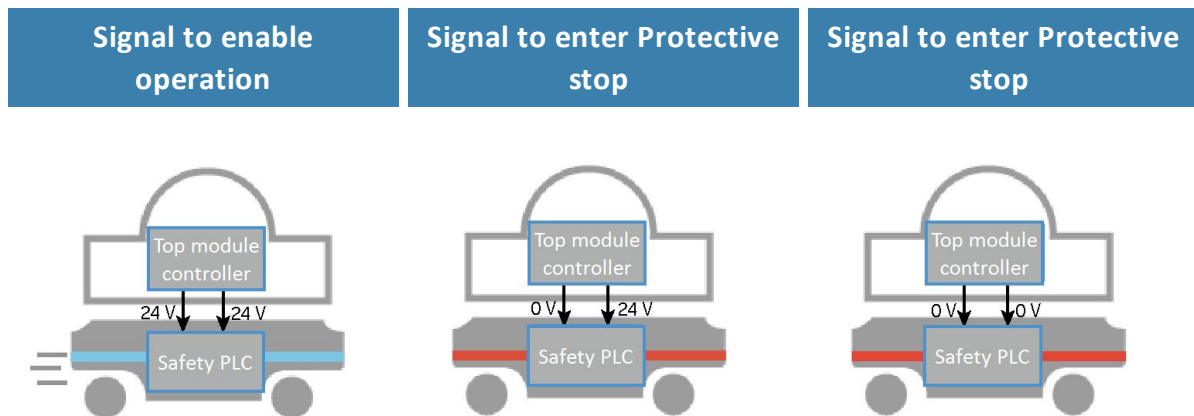 Signal to enable
operation
Signal to enter Protective
stop
Signal to enter Protective
stop
Top module
controller
24 V
24 V
Safety PLC
Top module
controller
0 V
24 V
Safety PLC
Top module
controller
0 V
0 V
Safety PLC